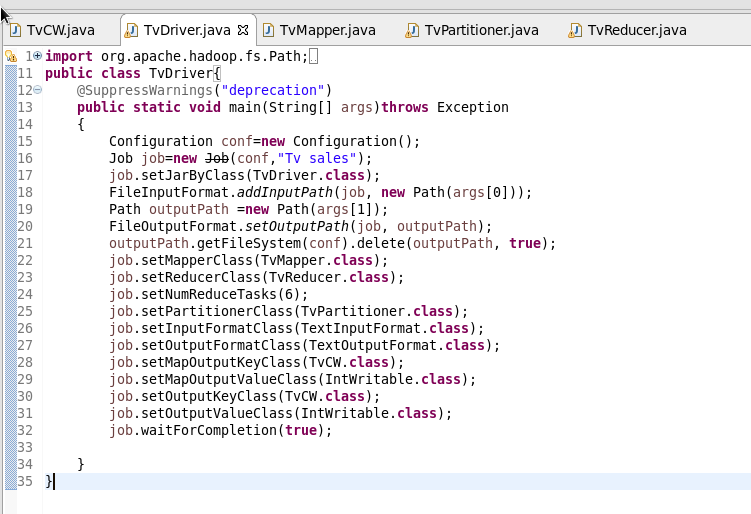 TvCW.java TvDriver.java TvMapper.java TvPartitioner.java TvReducer.java
1 import org.apache.hadoop.fs.Path;
11 public class TvDriver{
12     @SuppressWarnings("deprecation")
13     public static void main(String[] args)throws Exception
14     {
15         Configuration conf=new Configuration();
16         Job job=new Job(conf,"Tv sales");
17         job.setJarByClass(TvDriver.class);
18         FileInputFormat.addInputPath(job, new Path(args[0]));
19         Path outputPath =new Path(args[1]);
20         FileOutputFormat.setOutputPath(job, outputPath);
21         outputPath.getFileSystem(conf).delete(outputPath, true);
22         job.setMapperClass(TvMapper.class);
23         job.setReducerClass(TvReducer.class);
24         job.setNumReduceTasks(6);
25         job.setPartitionerClass(TvPartitioner.class);
26         job.setInputFormatClass(TextInputFormat.class);
27         job.setOutputFormatClass(TextOutputFormat.class);
28         job.setMapOutputKeyClass(TvCW.class);
29         job.setMapOutputValueClass(IntWritable.class);
30         job.setOutputKeyClass(TvCW.class);
31         job.setOutputValueClass(IntWritable.class);
32         job.waitForCompletion(true);
33
34     }
35 }